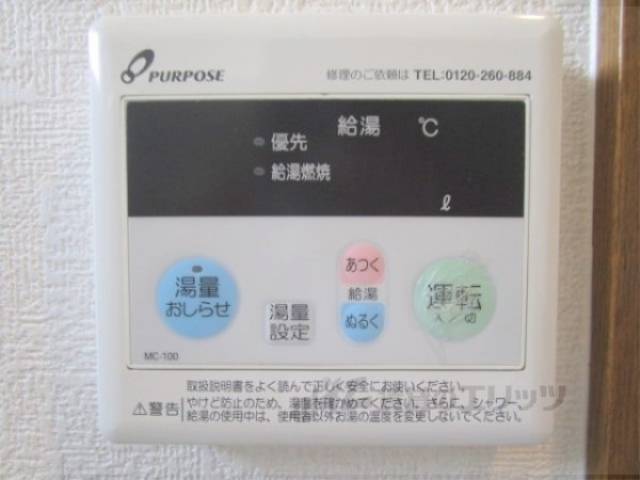 PURPOSE
修理のご依頼は TEL:0120-260-884
給湯 ℃
優先
給湯燃焼
ℓ
湯量
おしらせ
湯量
設定
あつく
給湯
ぬるく
運転
入/切
MC-100
取扱説明書をよく読んで正しく安全にお使いください。
⚠警告
やけど防止のため、湯温を確かめてください。さらに、シャワー、
給湯の使用中は、使用者以外お湯の温度を変更しないでください。